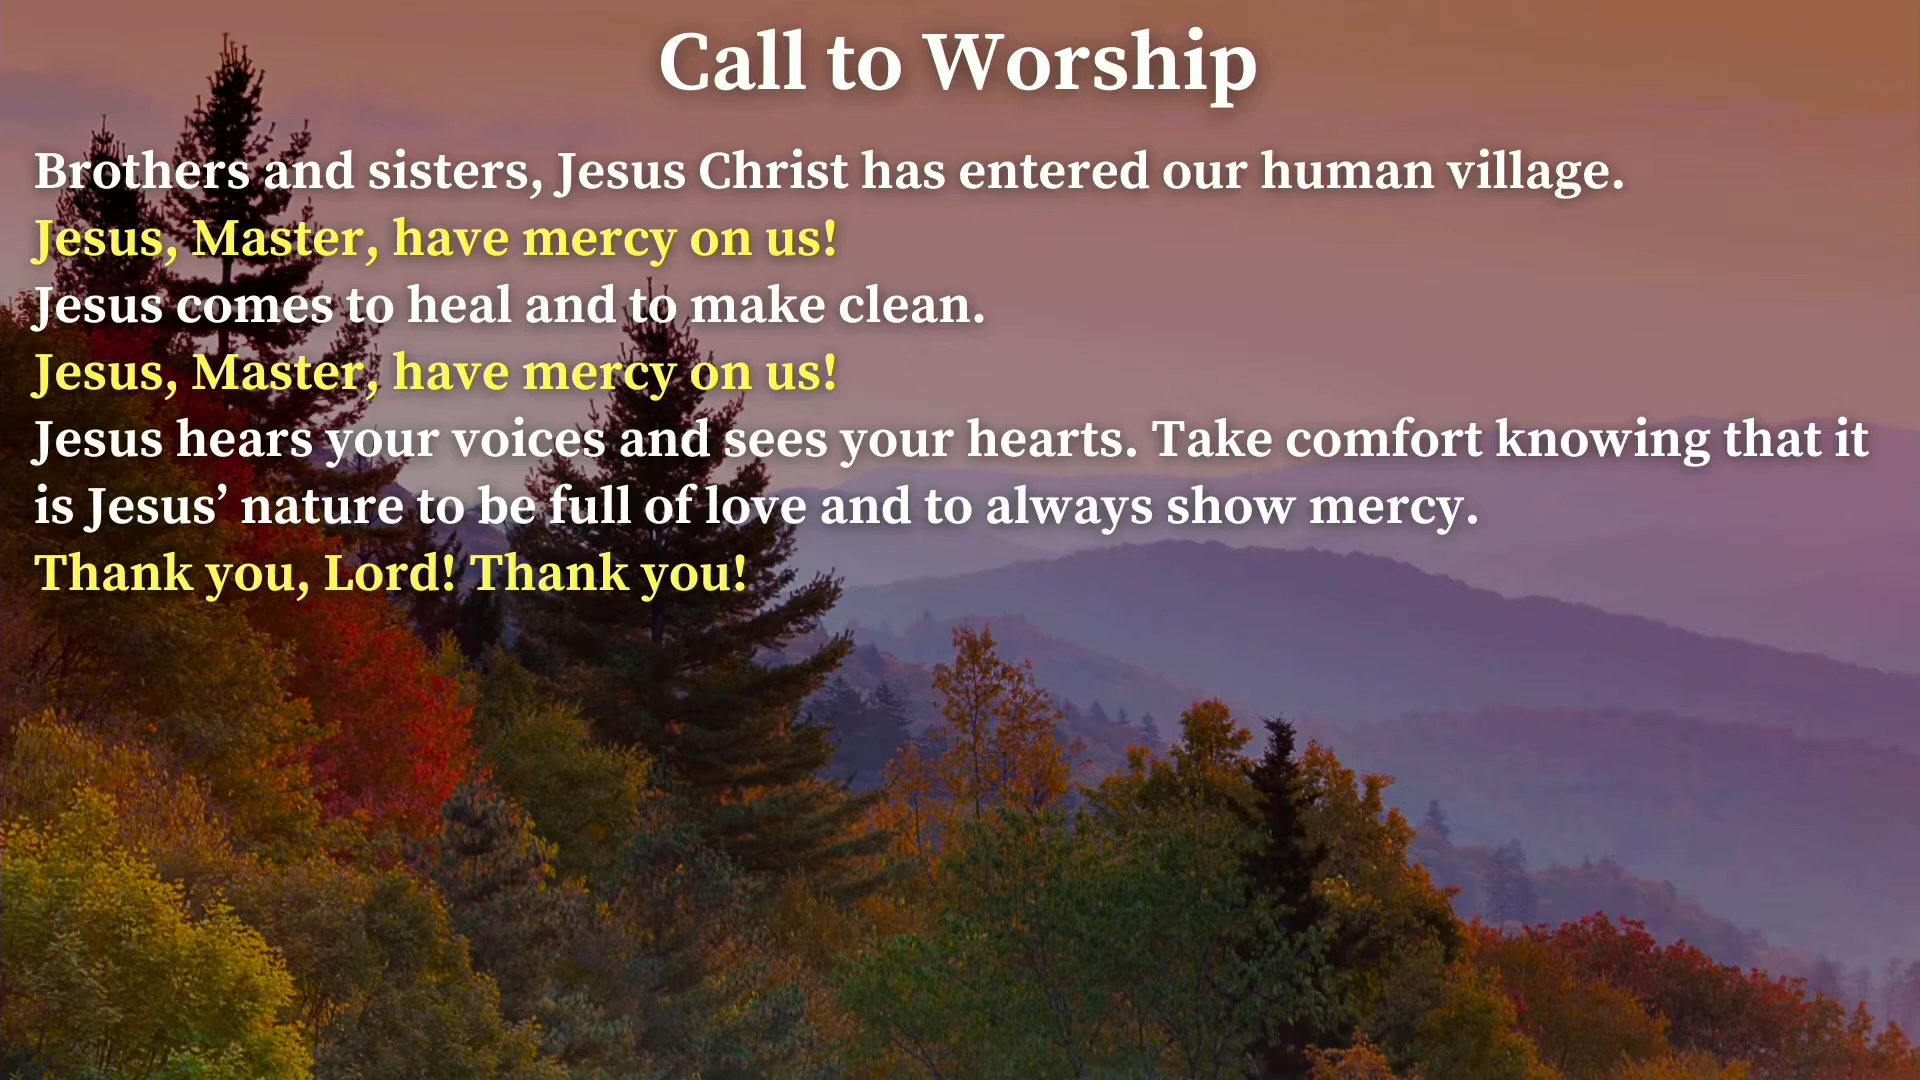 Call to Worship
Brothers and sisters, Jesus Christ has entered our human village.
Jesus, Master, have mercy on us!
Jesus comes to heal and to make clean.
Jesus, Master, have mercy on us!
Jesus hears your voices and sees your hearts. Take comfort knowing that it
is Jesus’ nature to be full of love and to always show mercy.
Thank you, Lord! Thank you!